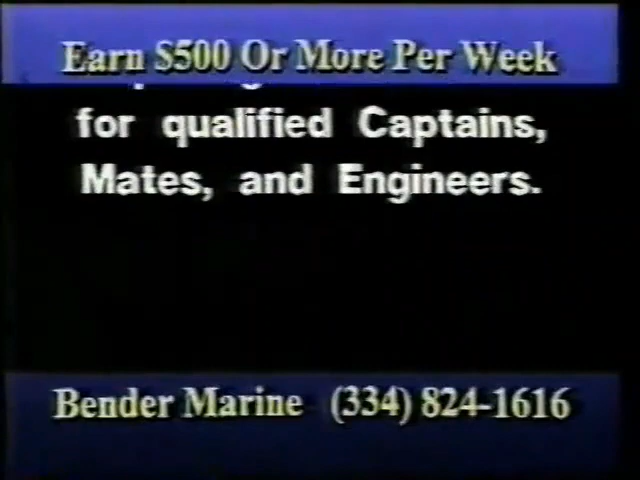 Earn $500 Or More Per Week
for qualified Captains,
Mates, and Engineers.
Bender Marine (334) 824-1616